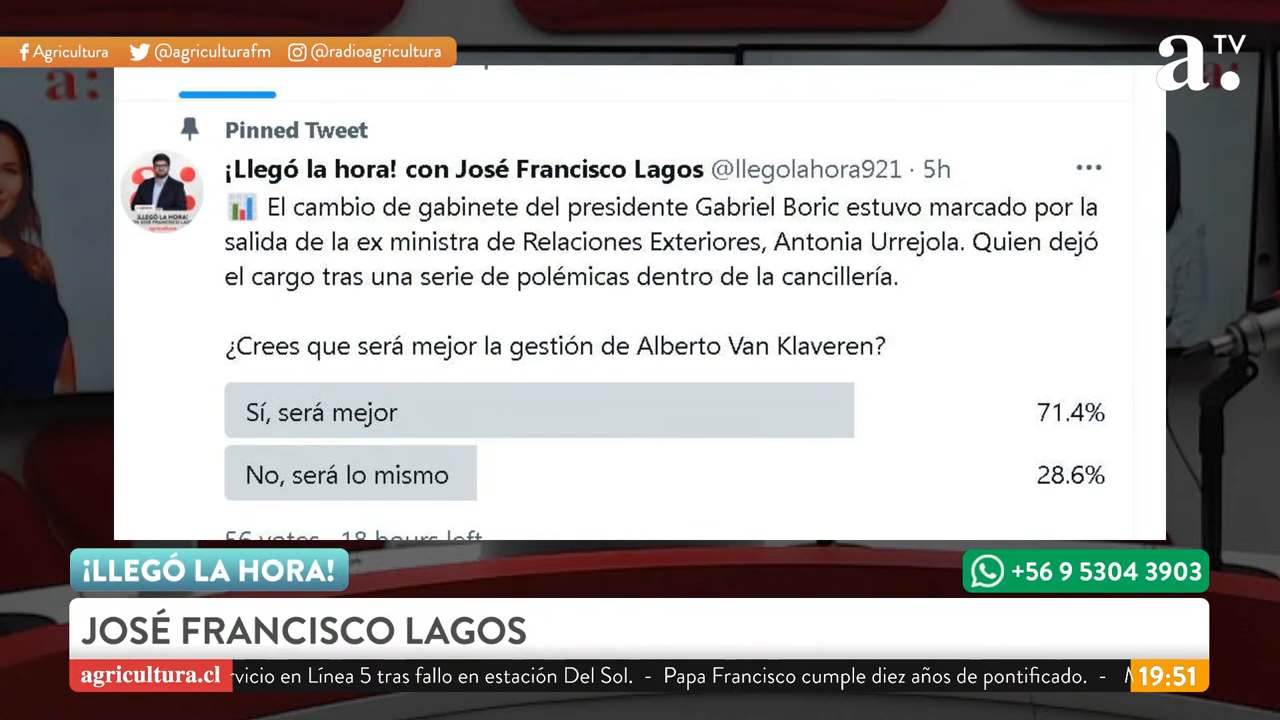 Agricultura @agriculturafm @radioagricultura
a. TV
a:
Pinned Tweet
¡Llegó la hora! con José Francisco Lagos @llegolahora921 · 5h
El cambio de gabinete del presidente Gabriel Boric estuvo marcado por la
salida de la ex ministra de Relaciones Exteriores, Antonia Urrejola. Quien dejó
el cargo tras una serie de polémicas dentro de la cancillería.
¿Crees que será mejor la gestión de Alberto Van Klaveren?
Sí, será mejor 71.4%
No, será lo mismo 28.6%
56 votes · 18 hours left
¡LLEGÓ LA HORA!
+56 9 5304 3903
JOSÉ FRANCISCO LAGOS
agricultura.cl rvicio en Línea 5 tras fallo en estación Del Sol. - Papa Francisco cumple diez años de pontificado. - 19:51